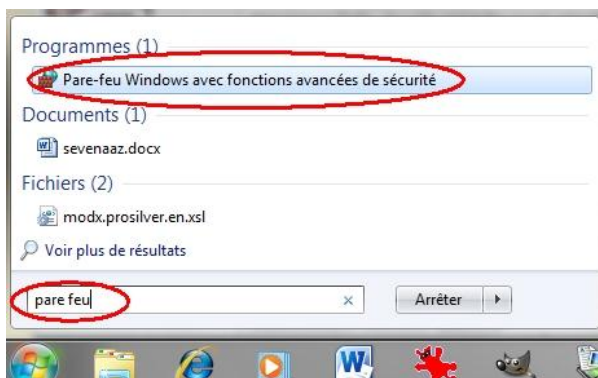 Programmes (1)
Pare-feu Windows avec fonctions avancées de sécurité
Documents (1)
sevenaaz.docx
Fichiers (2)
modx.prosilver.en.xsl
Voir plus de résultats
pare feu
Arrêter
W